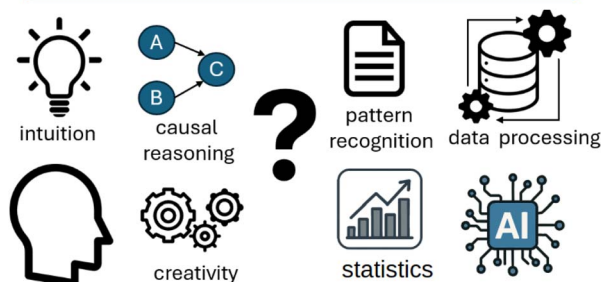 A
C
B
intuition
causal
reasoning
?
pattern
recognition
data processing
creativity
statistics
AI